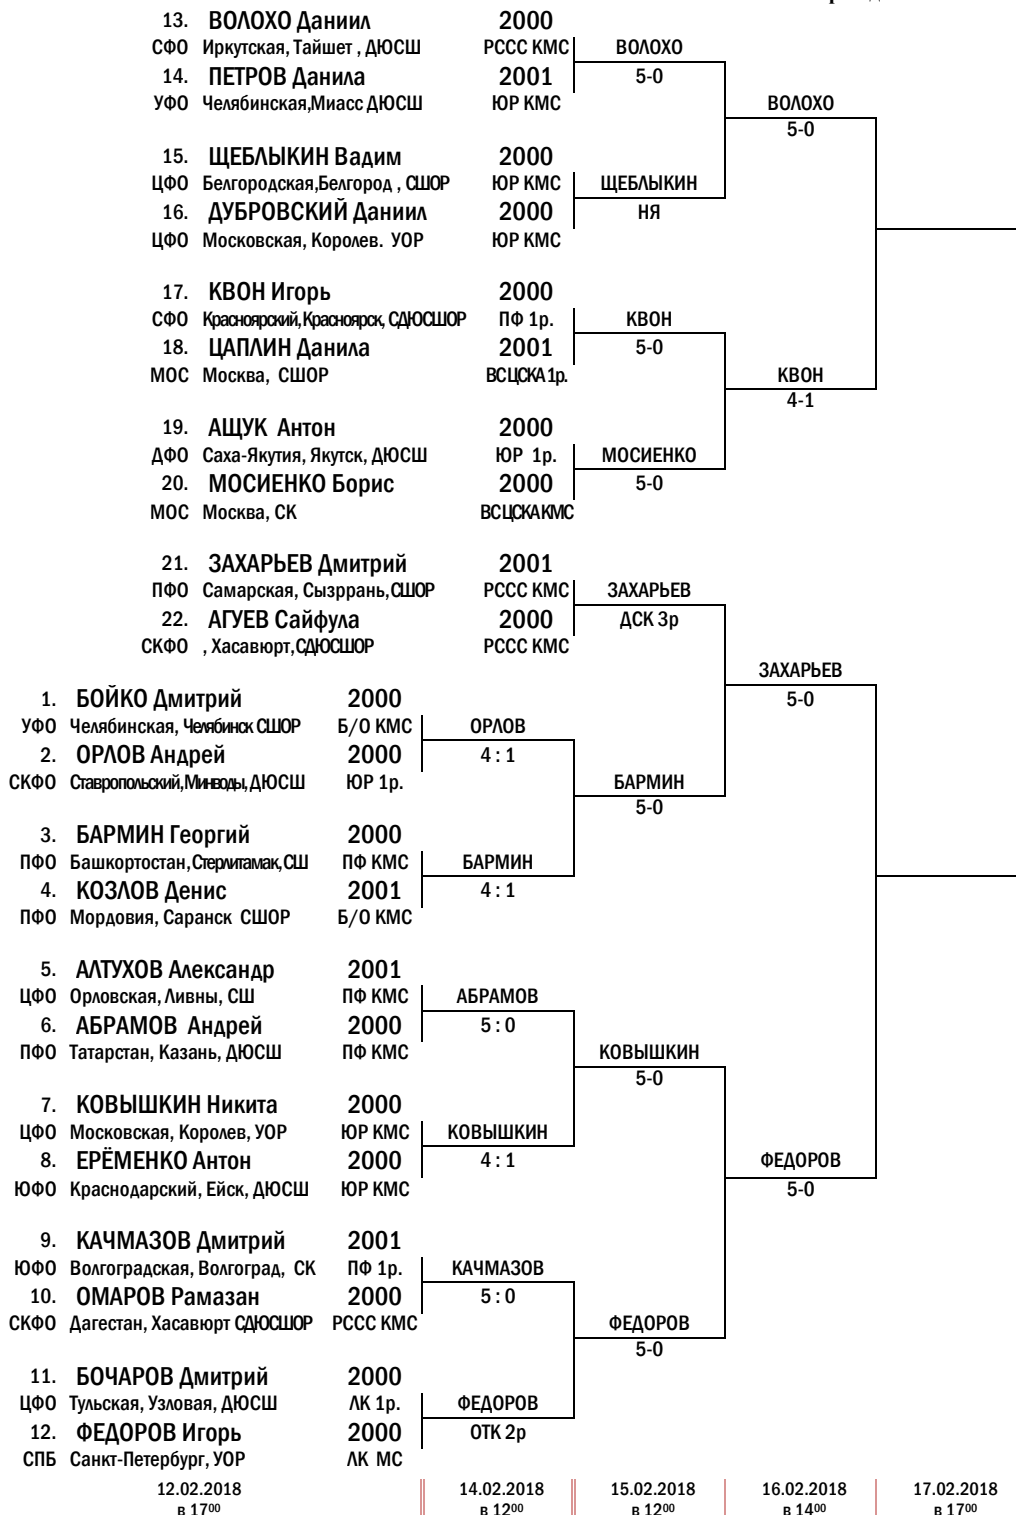 13. ВОЛОХО Даниил 2000
СФО Иркутская, Тайшет , ДЮСШ РССС КМС ВОЛОХО
14. ПЕТРОВ Данила 2001 5-0
УФО Челябинская,Миасс ДЮСШ ЮР КМС ВОЛОХО
5-0
15. ЩЕБЛЫКИН Вадим 2000
ЦФО Белгородская,Белгород , СШОР ЮР КМС ЩЕБЛЫКИН
16. ДУБРОВСКИЙ Даниил 2000 НЯ
ЦФО Московская, Королев. УОР ЮР КМС
17. КВОН Игорь 2000
СФО Красноярский,Красноярск, СДЮСШОР ПФ 1р. КВОН
18. ЦАПЛИН Данила 2001 5-0
МОС Москва, СШОР ВС ЦСКА 1р. КВОН
4-1
19. АЩУК Антон 2000
ДФО Саха-Якутия, Якутск, ДЮСШ ЮР 1р. МОСИЕНКО
20. МОСИЕНКО Борис 2000 5-0
МОС Москва, СК ВС ЦСКА КМС
21. ЗАХАРЬЕВ Дмитрий 2001
ПФО Самарская, Сызррань,СШОР РССС КМС ЗАХАРЬЕВ
22. АГУЕВ Сайфула 2000 ДСК 3р
СКФО , Хасавюрт,СДЮСШОР РССС КМС
ЗАХАРЬЕВ
1. БОЙКО Дмитрий 2000 5-0
УФО Челябинская, Челябинск СШОР Б/О КМС ОРЛОВ
2. ОРЛОВ Андрей 2000 4 : 1
СКФО Ставропольский,Минводы,ДЮСШ ЮР 1р. БАРМИН
5-0
3. БАРМИН Георгий 2000
ПФО Башкортостан,Стерлитамак,СШ ПФ КМС БАРМИН
4. КОЗЛОВ Денис 2001 4 : 1
ПФО Мордовия, Саранск СШОР Б/О КМС
5. АЛТУХОВ Александр 2001
ЦФО Орловская, Ливны, СШ ПФ КМС АБРАМОВ
6. АБРАМОВ Андрей 2000 5 : 0
ПФО Татарстан, Казань, ДЮСШ ПФ КМС КОВЫШКИН
5-0
7. КОВЫШКИН Никита 2000
ЦФО Московская, Королев, УОР ЮР КМС КОВЫШКИН
8. ЕРЁМЕНКО Антон 2000 4 : 1 ФЕДОРОВ
ЮФО Краснодарский, Ейск, ДЮСШ ЮР КМС 5-0
9. КАЧМАЗОВ Дмитрий 2001
ЮФО Волгоградская, Волгоград, СК ПФ 1р. КАЧМАЗОВ
10. ОМАРОВ Рамазан 2000 5 : 0
СКФО Дагестан, Хасавюрт СДЮСШОР РССС КМС ФЕДОРОВ
5-0
11. БОЧАРОВ Дмитрий 2000
ЦФО Тульская, Узловая, ДЮСШ ЛК 1р. ФЕДОРОВ
12. ФЕДОРОВ Игорь 2000 ОТК 2р
СПБ Санкт-Петербург, УОР ЛК МС
12.02.2018 14.02.2018 15.02.2018 16.02.2018 17.02.2018
в 17⁰⁰ в 12⁰⁰ в 12⁰⁰ в 14⁰⁰ в 17⁰⁰